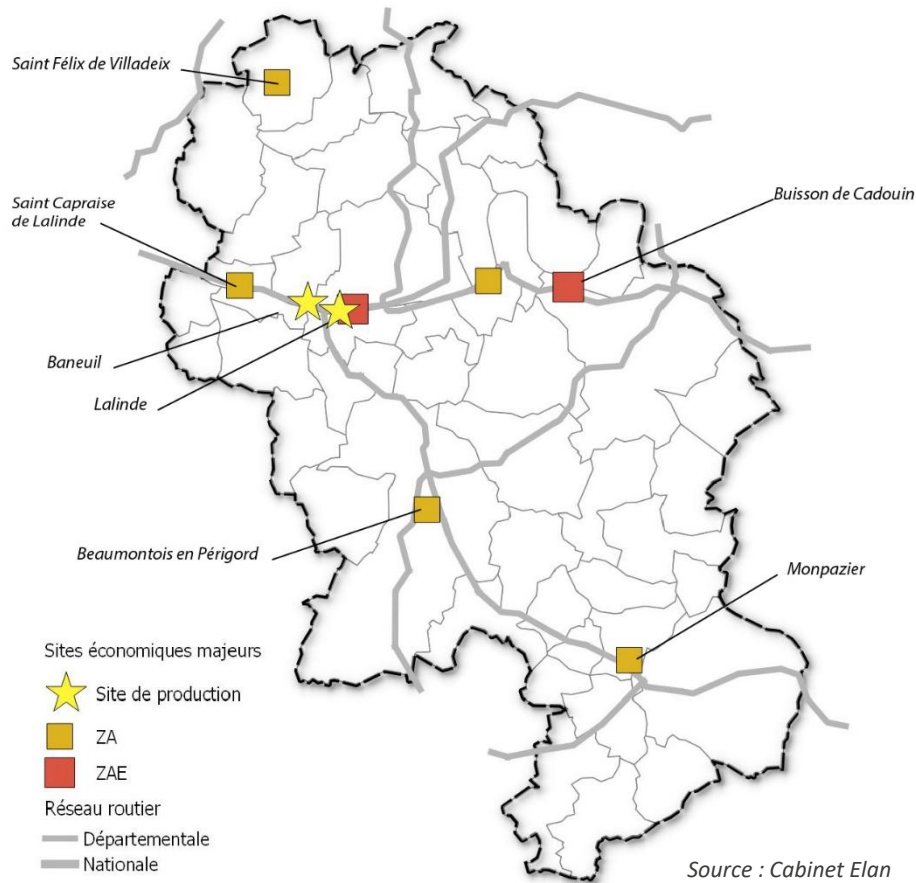 Saint Félix de Villadeix
Saint Capraise
de Lalinde
Buisson de Cadouin
Baneuil
Lalinde
Beaumontois en Périgord
Monpazier
Sites économiques majeurs
Site de production
ZA
ZAE
Réseau routier
Départementale
Nationale
Source : Cabinet Elan